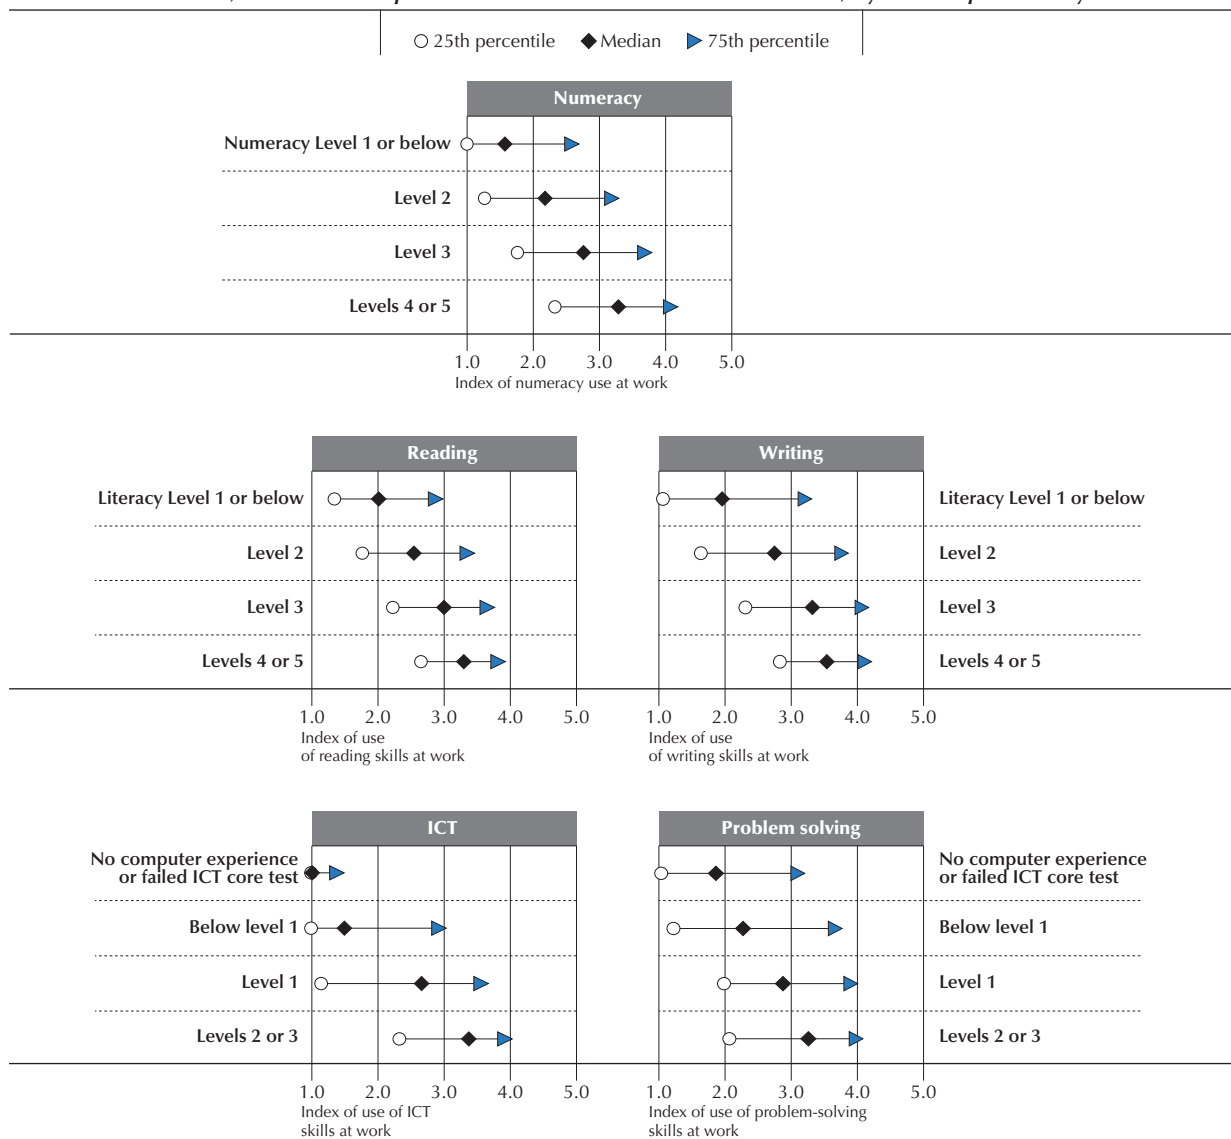 25th percentile Median 75th percentile
Numeracy
Numeracy Level 1 or below
Level 2
Level 3
Levels 4 or 5
1.0 2.0 3.0 4.0 5.0
Index of numeracy use at work
Reading Writing
Literacy Level 1 or below Literacy Level 1 or below
Level 2 Level 2
Level 3 Level 3
Levels 4 or 5 Levels 4 or 5
1.0 2.0 3.0 4.0 5.0 1.0 2.0 3.0 4.0 5.0
Index of use Index of use
of reading skills at work of writing skills at work
ICT Problem solving
No computer experience No computer experience
or failed ICT core test or failed ICT core test
Below level 1 Below level 1
Level 1 Level 1
Levels 2 or 3 Levels 2 or 3
1.0 2.0 3.0 4.0 5.0 1.0 2.0 3.0 4.0 5.0
Index of use of ICT Index of use of problem-solving
skills at work skills at work